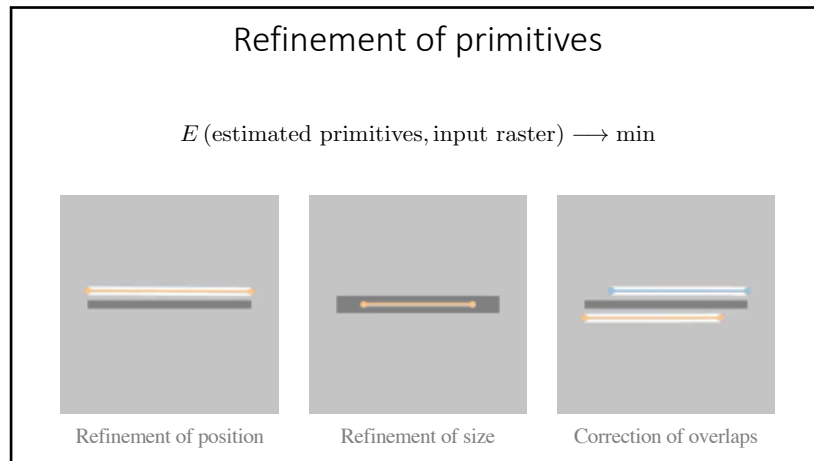 Refinement of primitives
E (estimated primitives, input raster) ⟶ min
Refinement of position
Refinement of size
Correction of overlaps